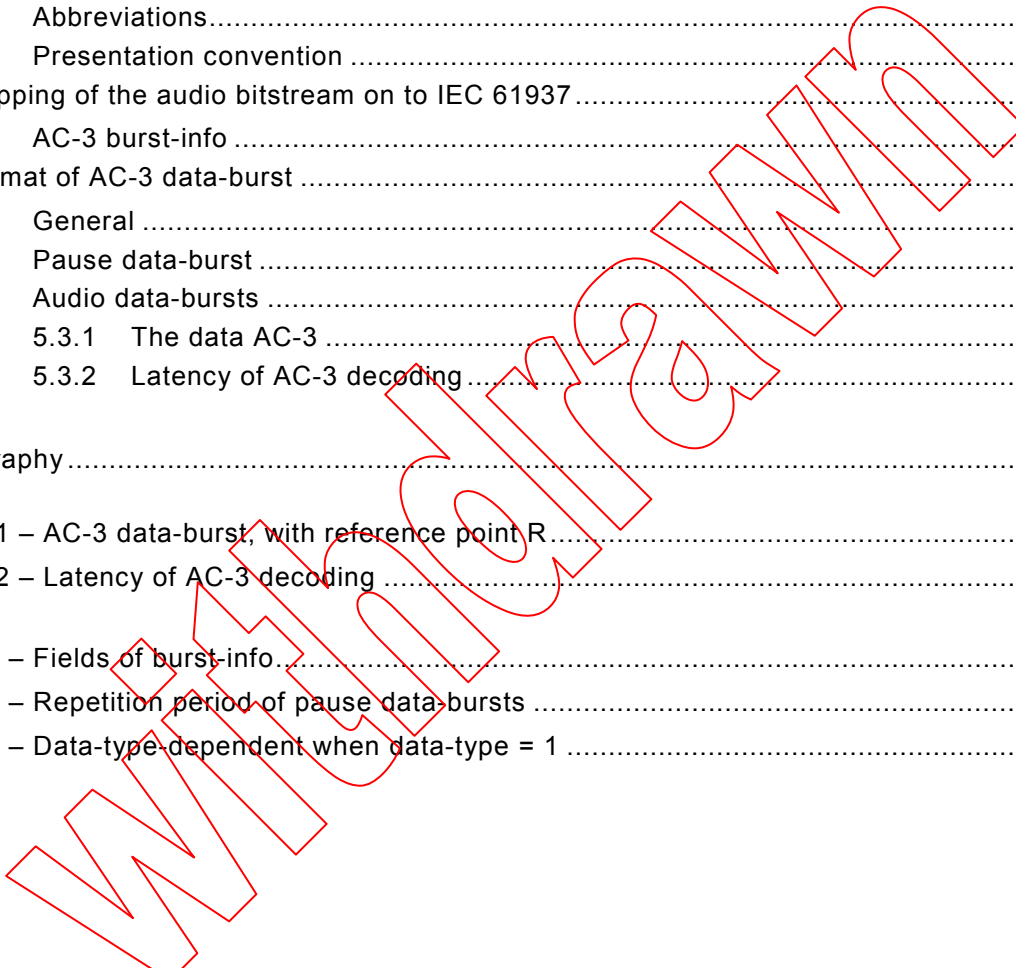 Abbreviations................................................................
Presentation convention ................................................................
pping of the audio bitstream on to IEC 61937................................................................
AC-3 burst-info ................................................................
mat of AC-3 data-burst ................................................................
General ................................................................
Pause data-burst ................................................................
Audio data-bursts ................................................................
5.3.1 The data AC-3 ................................................................
5.3.2 Latency of AC-3 decoding ................................................................
raphy................................................................
1 – AC-3 data-burst, with reference point R................................................................
2 – Latency of AC-3 decoding ................................................................
– Fields of burst-info................................................................
– Repetition period of pause data-bursts ................................................................
– Data-type-dependent when data-type = 1 ................................................................
withdrawn